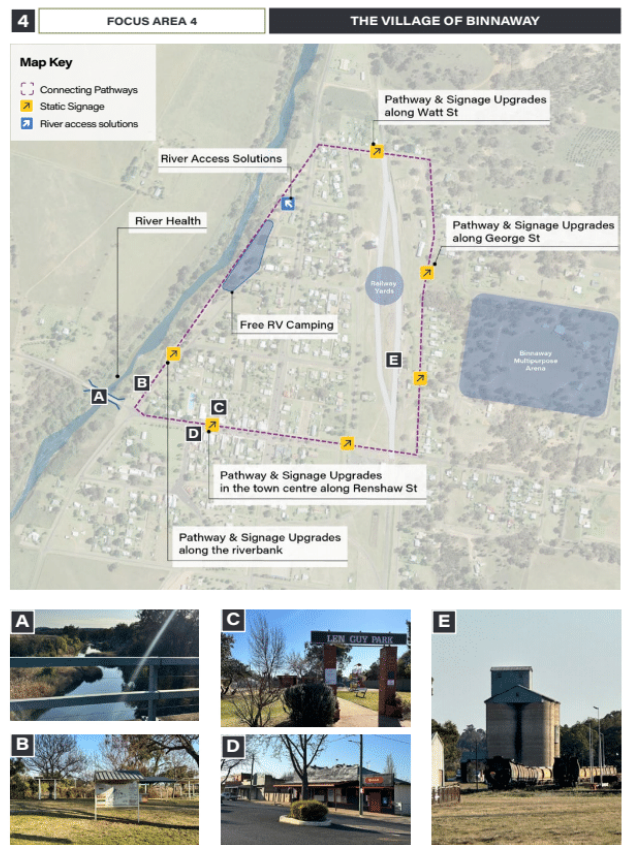 4
FOCUS AREA 4
THE VILLAGE OF BINNAWAY
Map Key
Connecting Pathways
Static Signage
River access solutions
Pathway & Signage Upgrades
along Watt St
River Access Solutions
River Health
Pathway & Signage Upgrades
along George St
Railway
Yards
Free RV Camping
Binnaway
Multipurpose
Arena
E
B
A
C
D
Pathway & Signage Upgrades
in the town centre along Renshaw St
Pathway & Signage Upgrades
along the riverbank
A
C
LEN GUY PARK
E
B
D